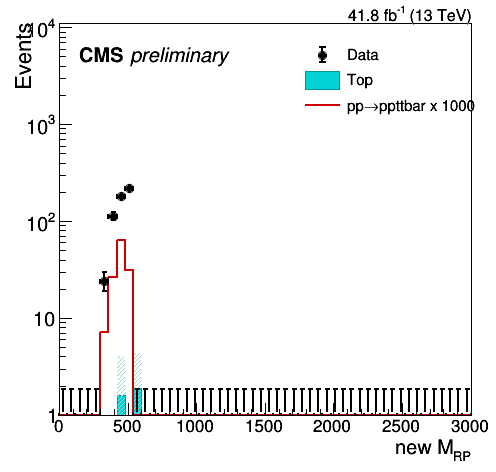 41.8 fb⁻¹ (13 TeV)
Events
CMS preliminary
Data
Top
pp→ppttbar x 1000
10⁴
10³
10²
10
1
0 500 1000 1500 2000 2500 3000
new M_RP